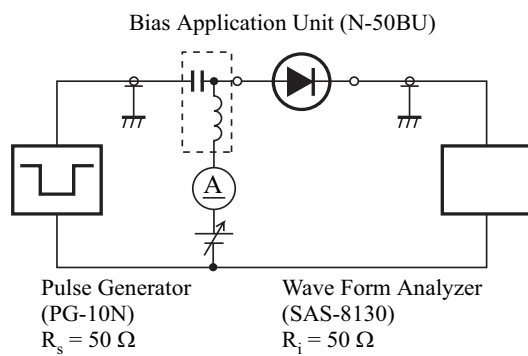 Bias Application Unit (N-50BU)
A
Pulse Generator
(PG-10N)
Rs = 50 Ω
Wave Form Analyzer
(SAS-8130)
Ri = 50 Ω